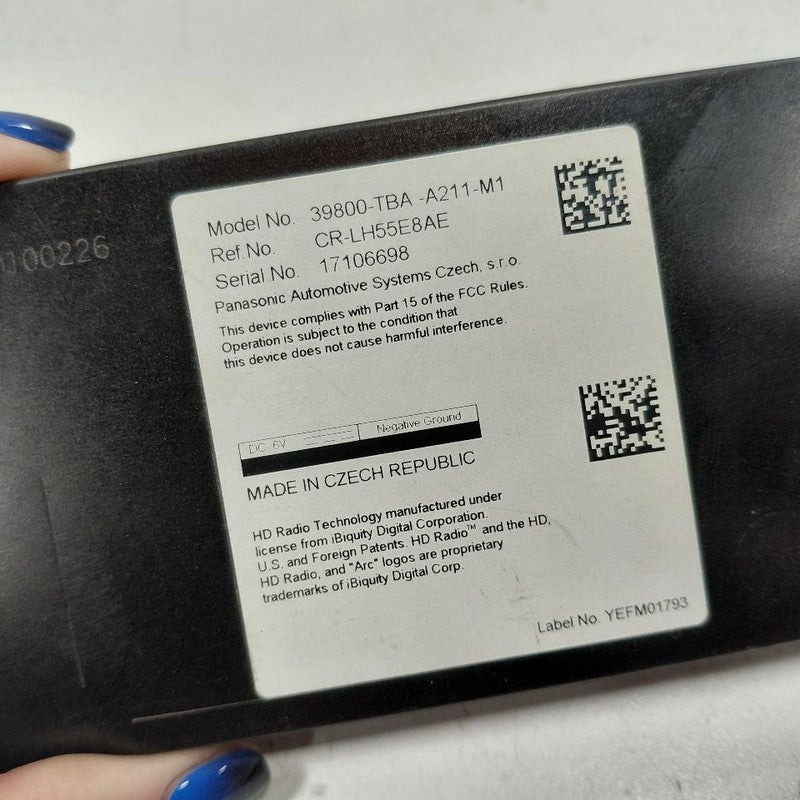 100226
Model No. 39800-TBA -A211-M1
Ref.No. CR-LH55E8AE
Serial No. 17106698
Panasonic Automotive Systems Czech, s.r.o.
This device complies with Part 15 of the FCC Rules.
Operation is subject to the condition that
this device does not cause harmful interference.
DC 6V Negative Ground
MADE IN CZECH REPUBLIC
HD Radio Technology manufactured under
license from iBiquity Digital Corporation.
U.S. and Foreign Patents. HD Radio™ and the HD,
HD Radio, and "Arc" logos are proprietary
trademarks of iBiquity Digital Corp.
Label No. YEFM01793